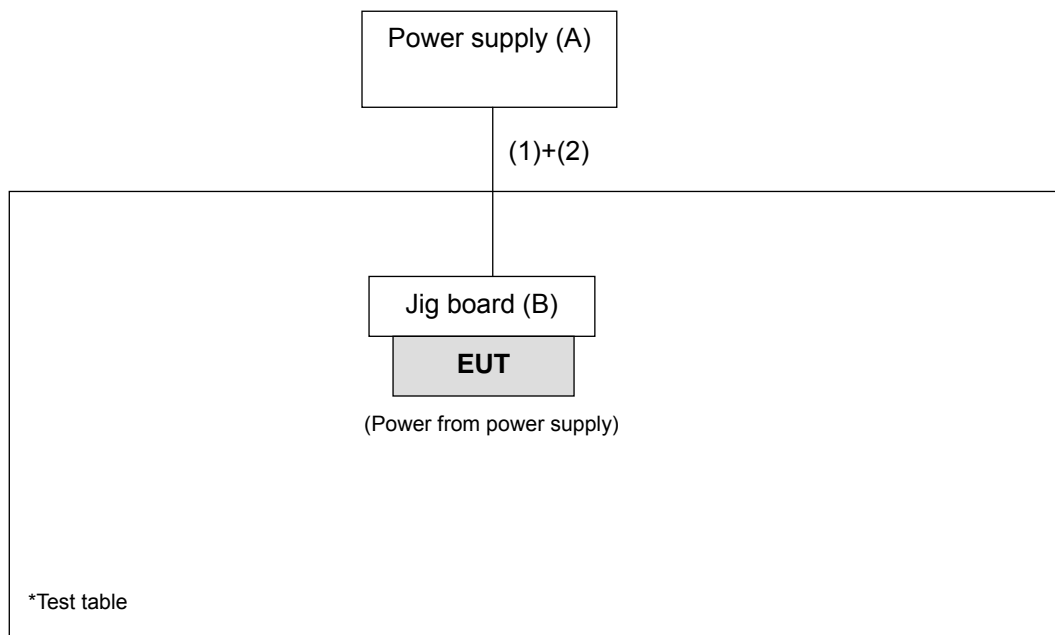 Power supply (A)
(1)+(2)
Jig board (B)
EUT
(Power from power supply)
*Test table